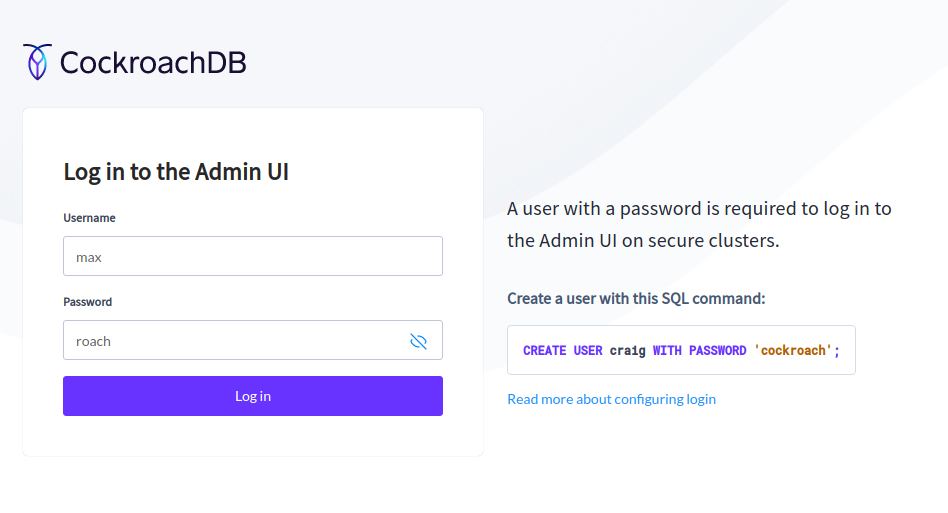 CockroachDB
Log in to the Admin UI
Username
max
Password
roach
Log in
A user with a password is required to log in to
the Admin UI on secure clusters.
Create a user with this SQL command:
CREATE USER craig WITH PASSWORD 'cockroach';
Read more about configuring login